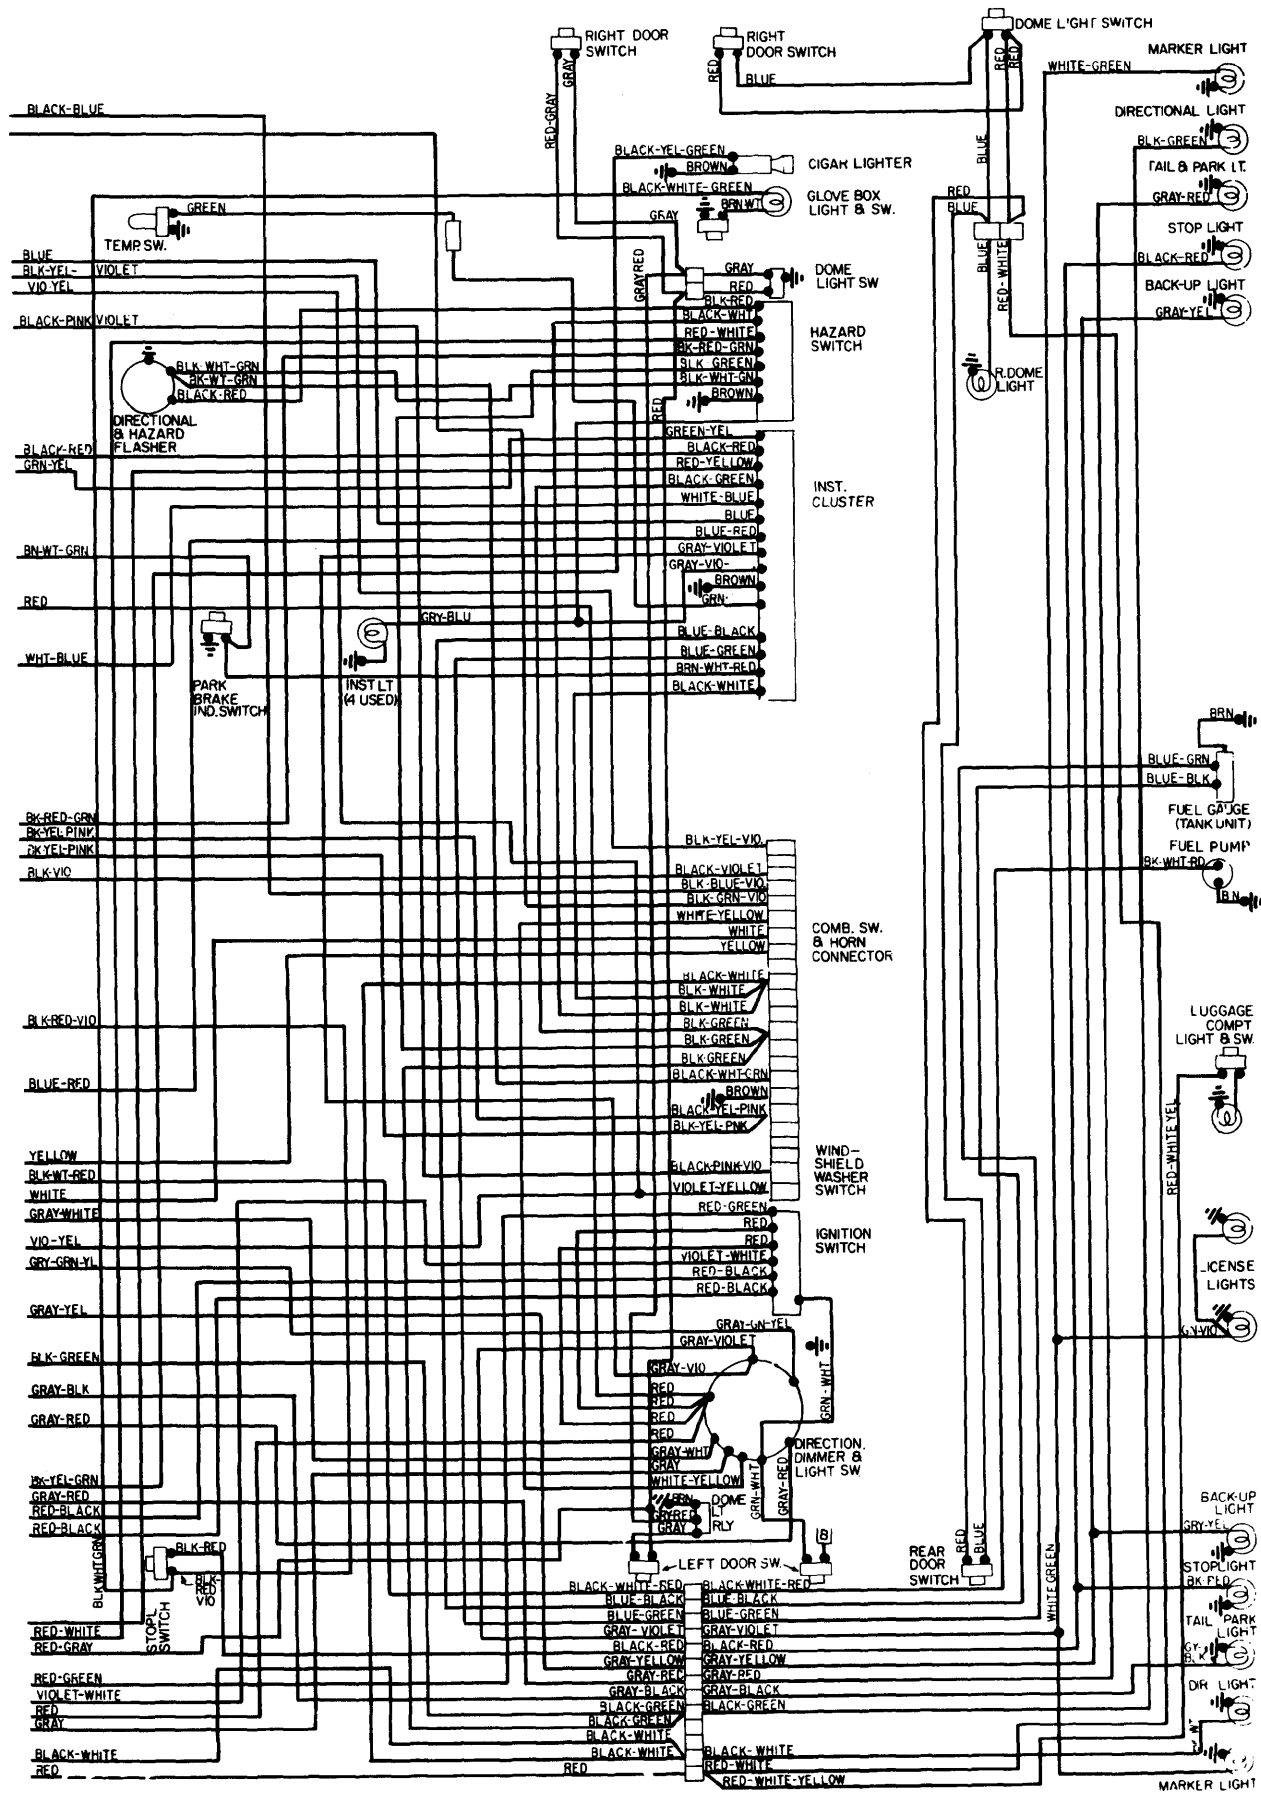 RIGHT DOOR
SWITCH
RIGHT
DOOR SWITCH
DOME L'GHT SWITCH
MARKER LIGHT
WHITE-GREEN
RED
BLUE
RED
RED
GRAY
RED-GRAY
BLACK-BLUE
DIRECTIONAL LIGHT
BLK-GREEN
BLUE
BLACK-YEL-GREEN
BROWN
CIGAR LIGHTER
TAIL & PARK LT.
GRAY-RED
BLACK-WHITE-GREEN
BRN WT
GLOVE BOX
LIGHT & SW.
RED
BLUE
GREEN
GRAY
TEMP. SW.
STOP LIGHT
BLACK-RED
BLUE
BLK-YEL-
VIOLET
VIO-YEL
GRAY RED
GRAY
RED
DOME
LIGHT SW
BLUE
RED-WHITE
BACK-UP LIGHT
GRAY-YEL
BLACK-PINK
VIOLET
BLK-RED
BLACK-WHT
RED-WHITE
BK-RED-GRN
BLK-GREEN
BLK-WHT-GN
BROWN
HAZARD
SWITCH
BLK-WHT-GRN
BK-WT-GRN
BLACK-RED
R.DOME
LIGHT
RED
DIRECTIONAL
& HAZARD
FLASHER
BLACK-RED
GRN-YEL
GREEN-YEL
BLACK-RED
RED-YELLOW
BLACK-GREEN
WHITE-BLUE
BLUE
BLUE-RED
GRAY-VIOLET
GRAY-VIO-
BROWN
GRN.
INST.
CLUSTER
BN-WT-GRN
RED
GRY-BLU
BLUE-BLACK
BLUE-GREEN
BRN-WHT-RED
BLACK-WHITE
WHT-BLUE
PARK
BRAKE
IND.SWITCH
INST LT
(4 USED)
BRN
BLUE-GRN
BLUE-BLK
FUEL GAUGE
(TANK UNIT)
FUEL PUMP
BK-WHT-RD
BN
BK-RED-GRN
BK-YEL PINK
BK YEL-PINK
BLK-VIO
BLK-YEL-VIO.
BLACK-VIOLET
BLK-BLUE-VIO.
BLK-GRN-VIO
WHITE-YELLOW
WHITE
YELLOW
COMB. SW.
& HORN
CONNECTOR
BLACK-WHITE
BLK-WHITE
BLK-WHITE
BLK-GREEN
BLK-GREEN
BLK GREEN
BLACK-WHT-GRN
BROWN
BLACK-YEL-PINK
BLK-YEL-PNK
BLK-RED-VIO
BLUE-RED
LUGGAGE
COMPT
LIGHT & SW.
RED-WHITE YEL
YELLOW
BLK-WT-RED
WHITE
GRAY-WHITE
VIO-YEL
GRY-GRN-YL
GRAY-YEL
BLACK-PINK-VIO
VIOLET-YELLOW
WIND-
SHIELD
WASHER
SWITCH
RED-GREEN
RED
RED
VIOLET-WHITE
RED-BLACK
RED-BLACK
IGNITION
SWITCH
LICENSE
LIGHTS
GN-VIO
GRAY-GN-YEL
GRAY-VIOLET
GRAY-VIO
RED
RED
RED
RED
GRAY-WHT
GRAY
WHITE-YELLOW
GRN-WHT
GRN-WHT
GRAY-RED
DIRECTION,
DIMMER &
LIGHT SW
BLK-GREEN
GRAY-BLK
GRAY-RED
BK-YEL-GRN
GRAY-RED
RED-BLACK
RED-BLACK
BRN
GRY-RED
GRAY
DOME
LT
RLY
B
LEFT DOOR SW.
REAR
DOOR
SWITCH
RED
BLUE
WHITE GREEN
BACK-UP
LIGHT
GRY-YEL
STOPLIGHT
BK-RED
TAIL PARK
LIGHT
BLK WHT GRN
BLK-RED
BLK-
RED
VIO
STOPL.
SWITCH
RED-WHITE
RED-GRAY
RED-GREEN
VIOLET-WHITE
RED
GRAY
BLACK-WHITE
RED
RED
BLACK-WHITE-RED
BLUE-BLACK
BLUE-GREEN
GRAY-VIOLET
BLACK-RED
GRAY-YELLOW
GRAY-RED
GRAY-BLACK
BLACK-GREEN
BLACK-GREEN
BLACK-WHITE
BLACK-WHITE
BLACK-WHITE-RED
BLUE-BLACK
BLUE-GREEN
GRAY-VIOLET
BLACK-RED
GRAY-YELLOW
GRAY-RED
GRAY-BLACK
BLACK-GREEN
BLACK-WHITE
RED-WHITE
RED-WHITE-YELLOW
DIR LIGHT
MARKER LIGHT